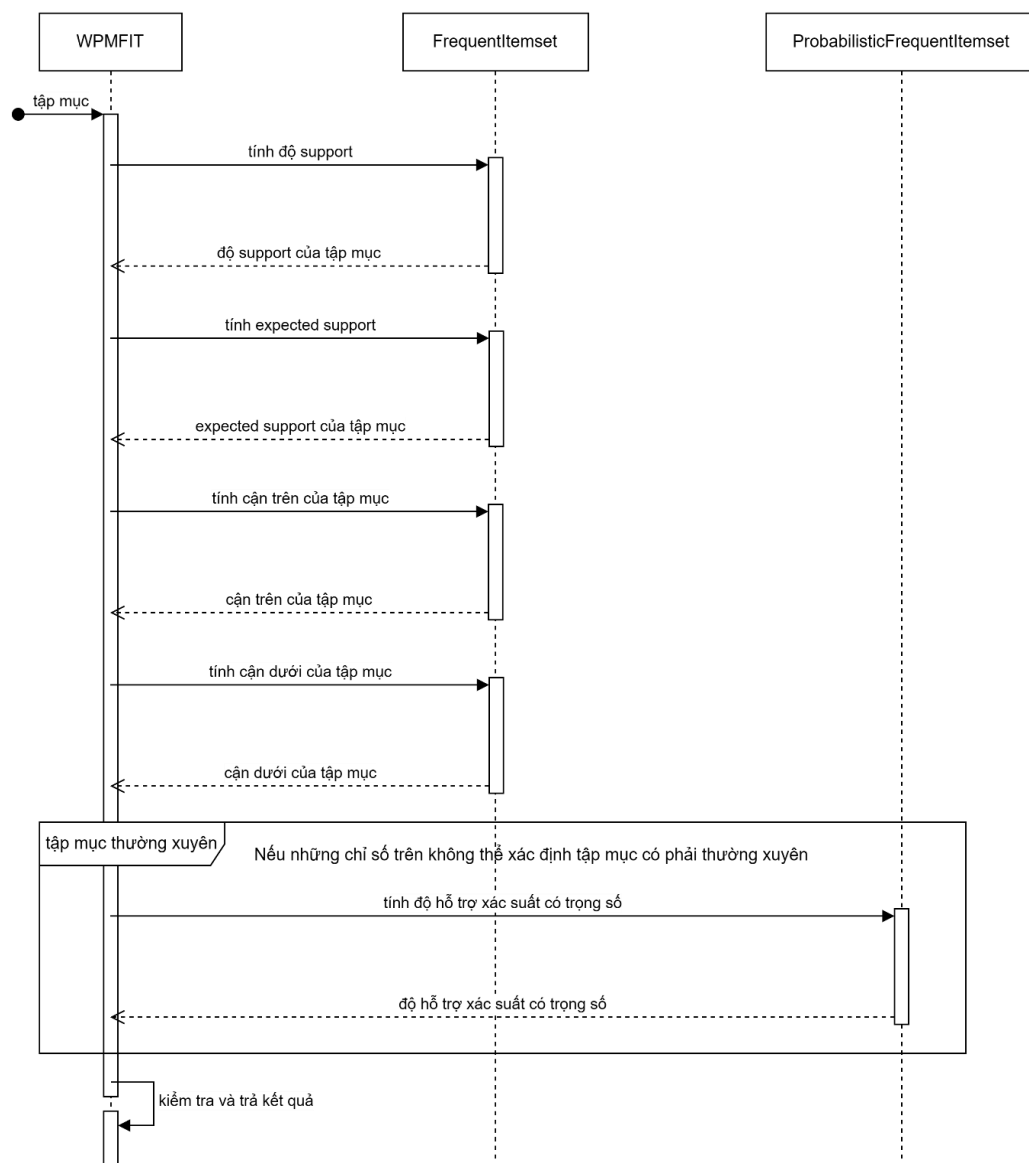 WPMFIT
FrequentItemset
ProbabilisticFrequentItemset
tập mục
tính độ support
độ support của tập mục
tính expected support
expected support của tập mục
tính cận trên của tập mục
cận trên của tập mục
tính cận dưới của tập mục
cận dưới của tập mục
tập mục thường xuyên
Nếu những chỉ số trên không thể xác định tập mục có phải thường xuyên
tính độ hỗ trợ xác suất có trọng số
độ hỗ trợ xác suất có trọng số
kiểm tra và trả kết quả